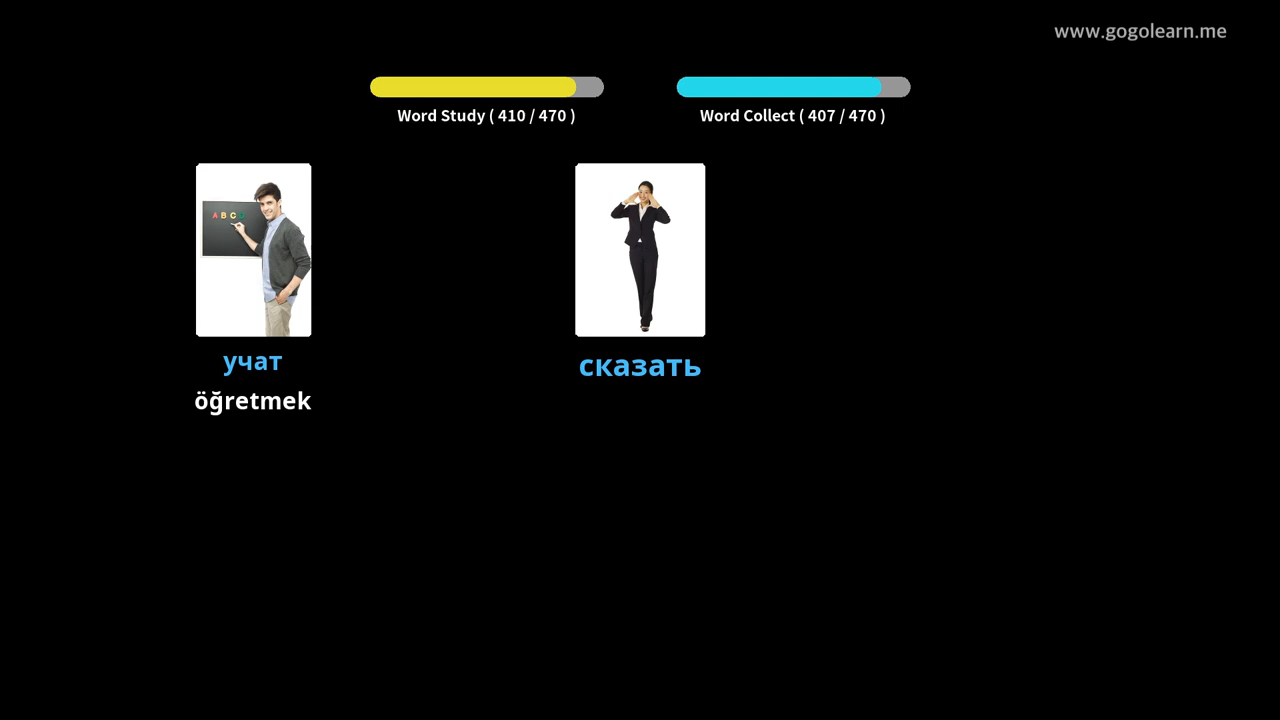 www.gogolearn.me
Word Study ( 410 / 470 )
Word Collect ( 407 / 470 )
A B C D
учат
öğretmek
сказать